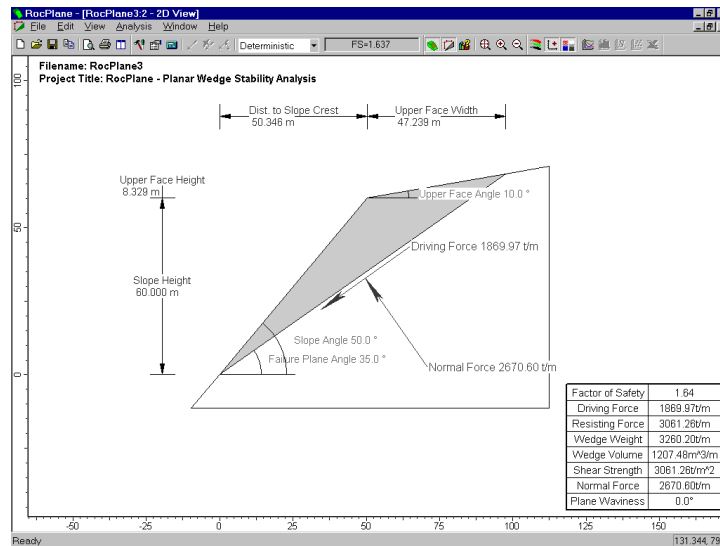 RocPlane - [RocPlane3:2 - 2D View]
File Edit View Analysis Window Help
Deterministic
FS=1.637
Filename: RocPlane3
Project Title: RocPlane - Planar Wedge Stability Analysis
Dist. to Slope Crest
50.346 m
Upper Face Width
47.239 m
Upper Face Height
8.329 m
Upper Face Angle 10.0 °
Driving Force 1869.97 t/m
Slope Height
60.000 m
Slope Angle 50.0 °
Failure Plane Angle 35.0 °
Normal Force 2670.60 t/m
Factor of Safety 1.64
Driving Force 1869.97t/m
Resisting Force 3061.26t/m
Wedge Weight 3260.20t/m
Wedge Volume 1207.48m^3/m
Shear Strength 3061.26t/m^2
Normal Force 2670.60t/m
Plane Waviness 0.0°
100
50
0
-50 -25 0 25 50 75 100 125 150
Ready
131.344, 79